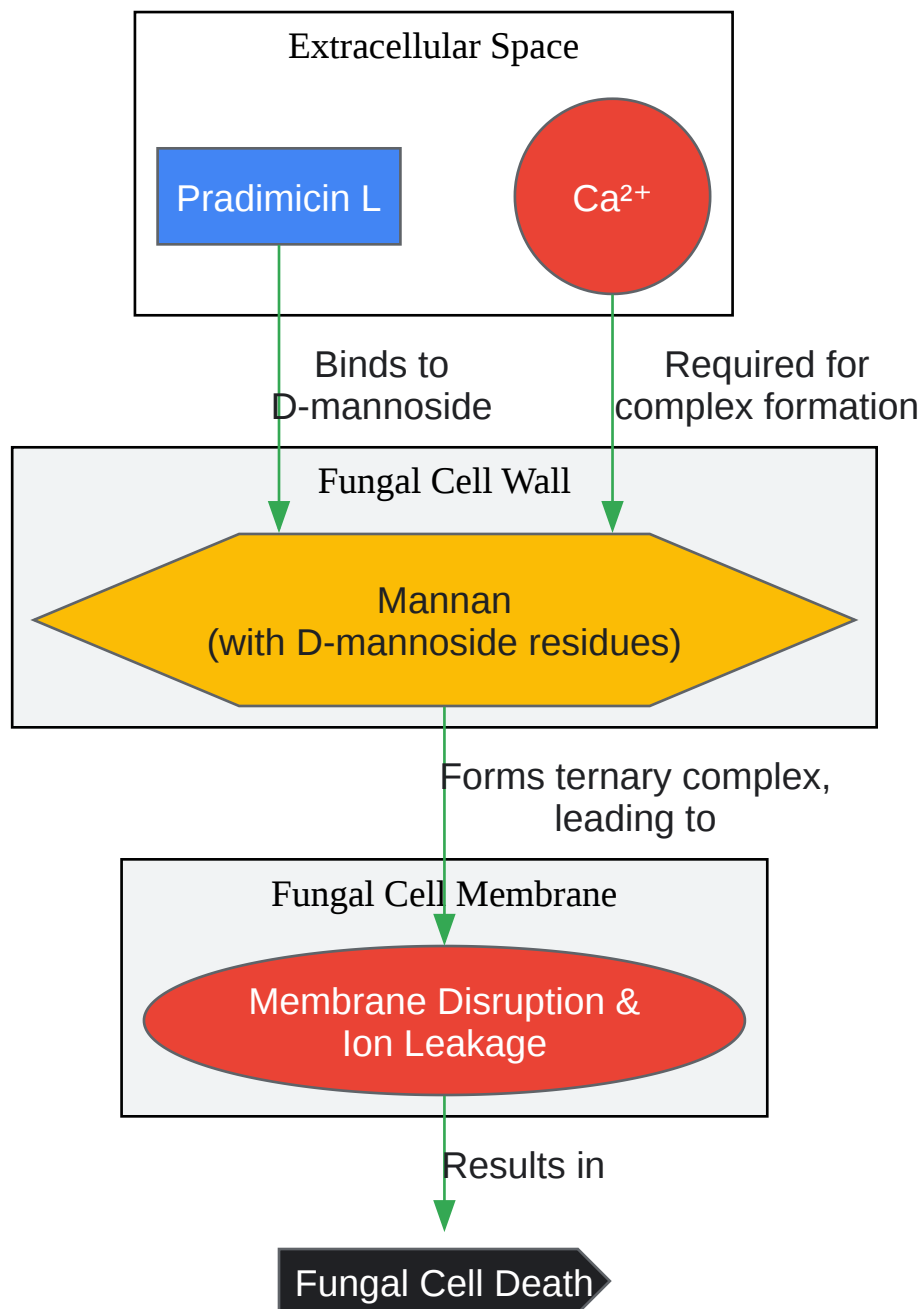 Extracellular Space
Pradimicin L
Ca²⁺
Binds to
D-mannoside
Required for
complex formation
Fungal Cell Wall
Mannan
(with D-mannoside residues)
Forms ternary complex,
leading to
Fungal Cell Membrane
Membrane Disruption &
Ion Leakage
Results in
Fungal Cell Death